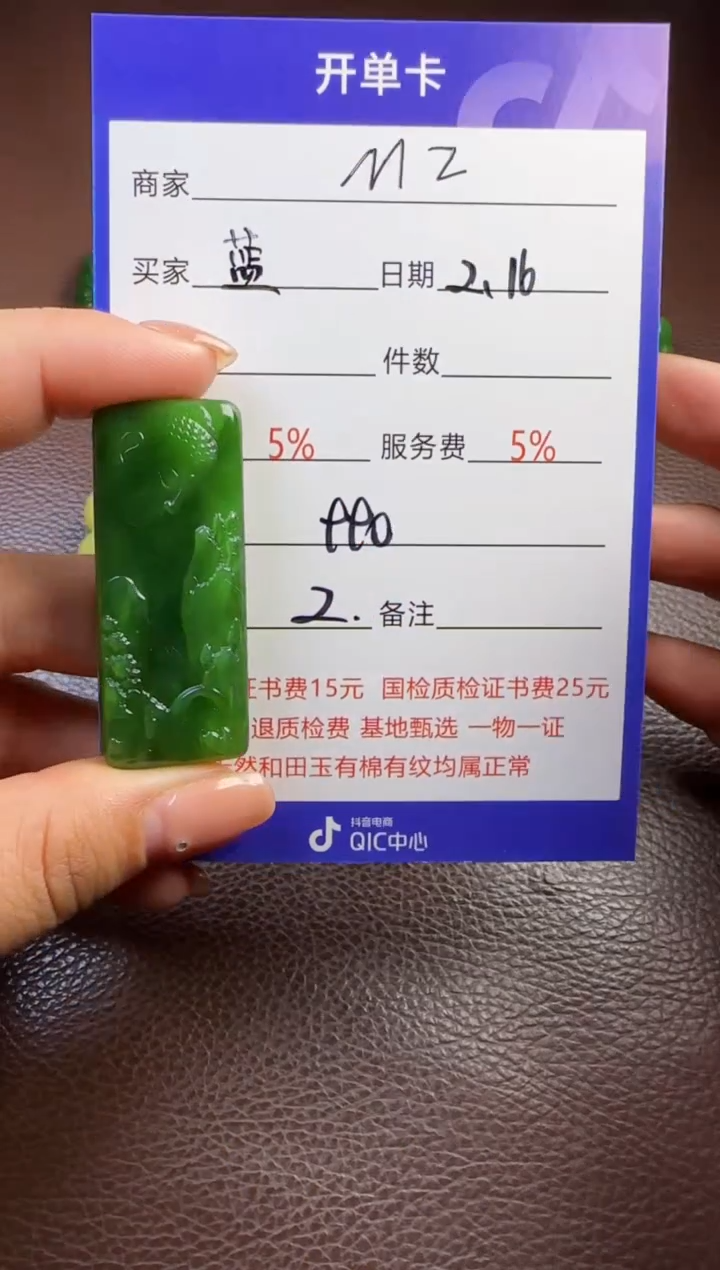 开单卡
商家 MZ
买家 蓝 日期 2.16
件数
5% 服务费 5%
2. 备注
证书费15元 国检质检证书费25元
退质检费 基地甄选 一物一证
天然和田玉有棉有纹均属正常
抖音电商
QIC中心